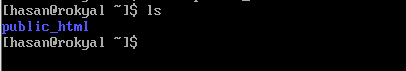 [hasan@rokyal ~]$ ls
public_html
[hasan@rokyal ~]$